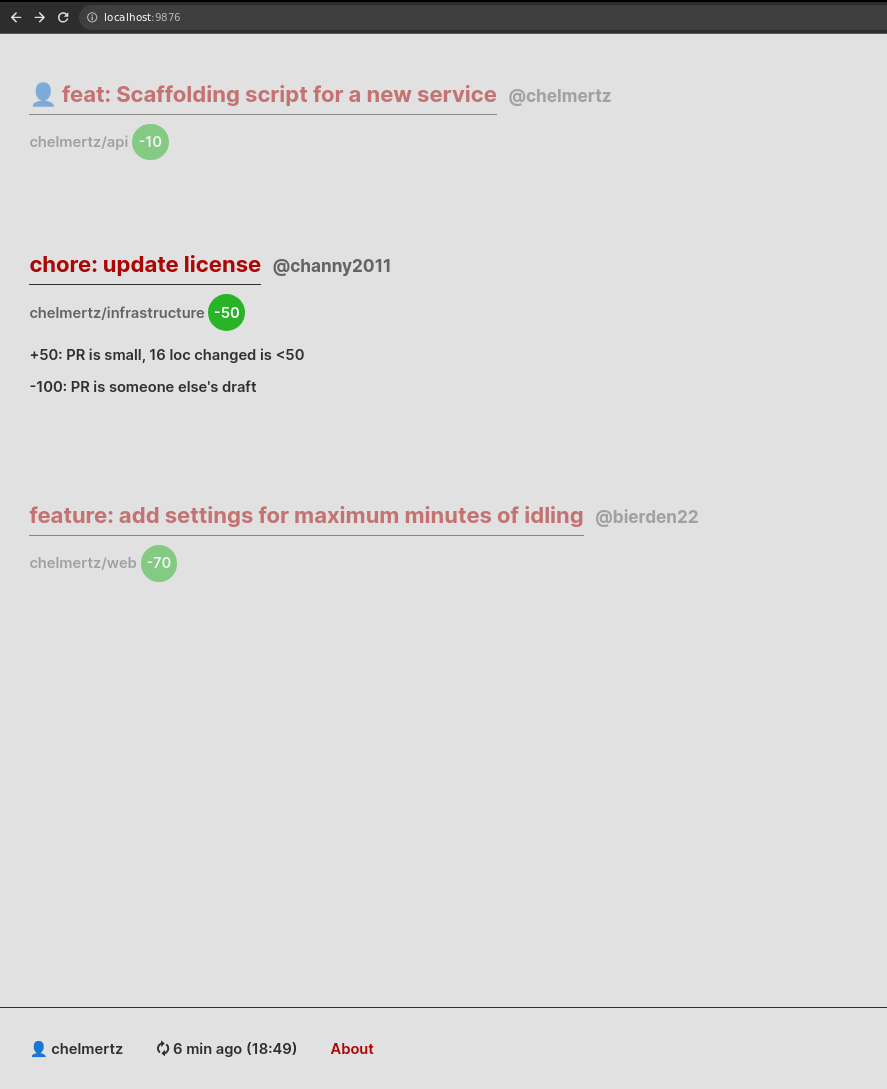 localhost:9876
feat: Scaffolding script for a new service @chelmertz
chelmertz/api -10
chore: update license @channy2011
chelmertz/infrastructure -50
+50: PR is small, 16 loc changed is <50
-100: PR is someone else's draft
feature: add settings for maximum minutes of idling @bierden22
chelmertz/web -70
chelmertz 6 min ago (18:49) About